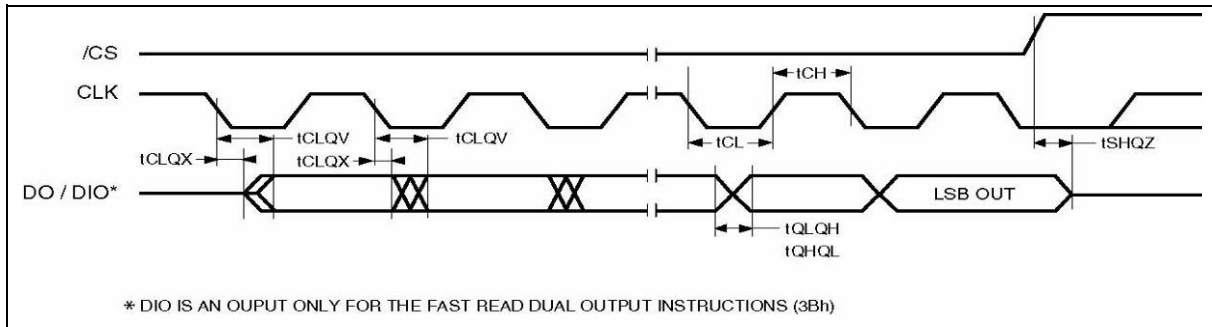 /CS
CLK
tCH
tCLQV
tCLQV
tCL
tSHQZ
tCLQX
tCLQX
DO / DIO*
LSB OUT
tQLQH
tQHQL
* DIO IS AN OUPUT ONLY FOR THE FAST READ DUAL OUTPUT INSTRUCTIONS (3Bh)